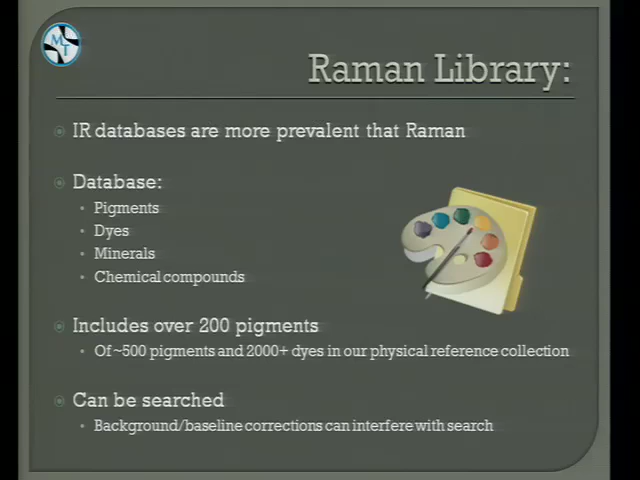 MT
Raman Library:
IR databases are more prevalent that Raman
Database:
Pigments
Dyes
Minerals
Chemical compounds
Includes over 200 pigments
Of ~500 pigments and 2000+ dyes in our physical reference collection
Can be searched
Background/baseline corrections can interfere with search